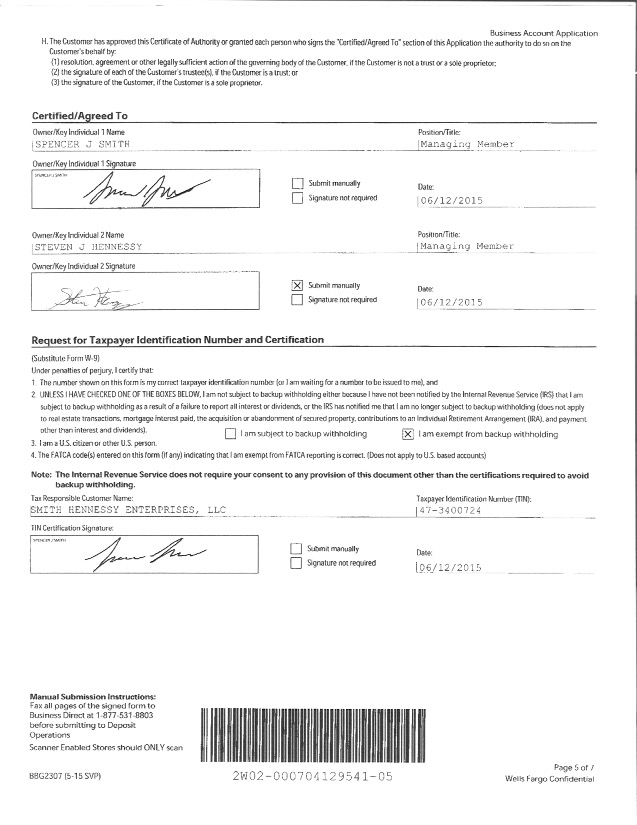 Business Account Application
H. The Customer has approved this Certificate of Authority or granted each person who signs the "Certified/Agreed To" section of this Application the authority to do so on the
Customer's behalf by:
(1) resolution, agreement or other legally sufficient action of the governing body of the Customer, if the Customer is not a trust or a sole proprietor;
(2) the signature of each of the Customer's trustee(s), if the Customer is a trust; or
(3) the signature of the Customer, if the Customer is a sole proprietor.
Certified/Agreed To
Owner/Key Individual 1 Name
Position/Title:
SPENCER J SMITH
Managing Member
Owner/Key Individual 1 Signature
SPENCER J SMITH
Submit manually
Signature not required
Date:
06/12/2015
Owner/Key Individual 2 Name
Position/Title:
STEVEN J HENNESSY
Managing Member
Owner/Key Individual 2 Signature
Submit manually
Signature not required
Date:
06/12/2015
Request for Taxpayer Identification Number and Certification
(Substitute Form W-9)
Under penalties of perjury, I certify that:
1. The number shown on this form is my correct taxpayer identification number (or I am waiting for a number to be issued to me), and
2. UNLESS I HAVE CHECKED ONE OF THE BOXES BELOW, I am not subject to backup withholding either because I have not been notified by the Internal Revenue Service (IRS) that I am
subject to backup withholding as a result of a failure to report all interest or dividends, or the IRS has notified me that I am no longer subject to backup withholding (does not apply
to real estate transactions, mortgage interest paid, the acquisition or abandonment of secured property, contributions to an Individual Retirement Arrangement (IRA), and payment
other than interest and dividends).
I am subject to backup withholding
I am exempt from backup withholding
3. I am a U.S. citizen or other U.S. person.
4. The FATCA code(s) entered on this form (if any) indicating that I am exempt from FATCA reporting is correct. (Does not apply to U.S. based accounts)
Note: The Internal Revenue Service does not require your consent to any provision of this document other than the certifications required to avoid
backup withholding.
Tax Responsible Customer Name:
Taxpayer Identification Number (TIN):
SMITH HENNESSY ENTERPRISES, LLC
47-3400724
TIN Certification Signature:
SPENCER J SMITH
Submit manually
Signature not required
Date:
06/12/2015
Manual Submission Instructions:
Fax all pages of the signed form to
Business Direct at 1-877-531-8803
before submitting to Deposit
Operations
Scanner Enabled Stores should ONLY scan
BBG2307 (5-15 SVP)
2W02-000704129541-05
Page 5 of 7
Wells Fargo Confidential